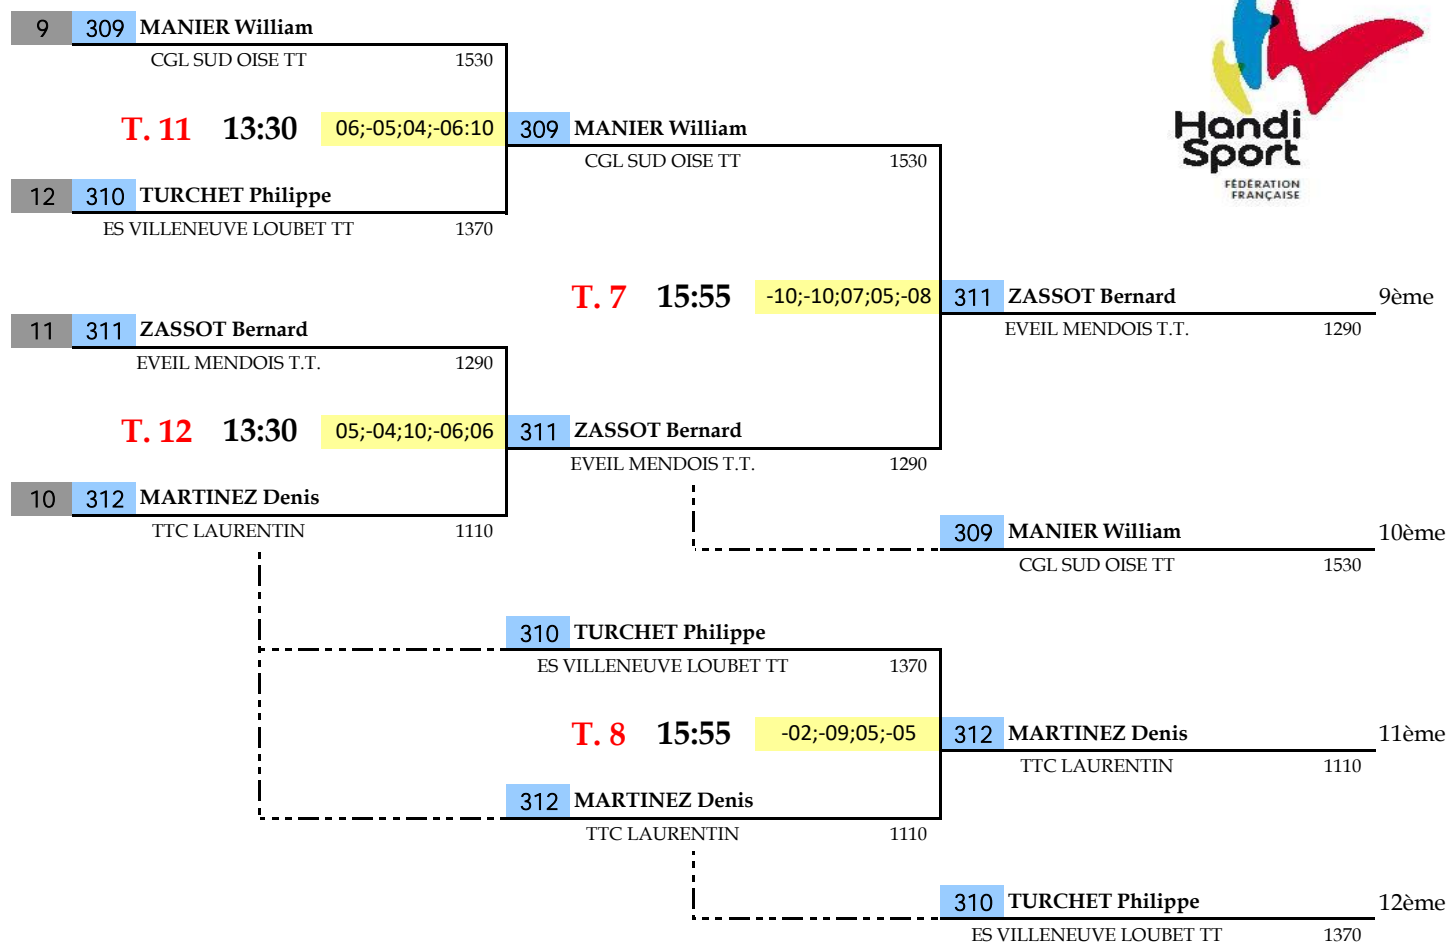 9 309 MANIER William
CGL SUD OISE TT 1530
T. 11 13:30 06;-05;04;-06:10 309 MANIER William
CGL SUD OISE TT 1530
Handi
Sport
FÉDÉRATION
FRANÇAISE
12 310 TURCHET Philippe
ES VILLENEUVE LOUBET TT 1370
T. 7 15:55 -10;-10;07;05;-08 311 ZASSOT Bernard 9ème
EVEIL MENDOIS T.T. 1290
11 311 ZASSOT Bernard
EVEIL MENDOIS T.T. 1290
T. 12 13:30 05;-04;10;-06;06 311 ZASSOT Bernard
EVEIL MENDOIS T.T. 1290
10 312 MARTINEZ Denis
TTC LAURENTIN 1110
309 MANIER William 10ème
CGL SUD OISE TT 1530
310 TURCHET Philippe
ES VILLENEUVE LOUBET TT 1370
T. 8 15:55 -02;-09;05;-05 312 MARTINEZ Denis 11ème
TTC LAURENTIN 1110
312 MARTINEZ Denis
TTC LAURENTIN 1110
310 TURCHET Philippe 12ème
ES VILLENEUVE LOUBET TT 1370